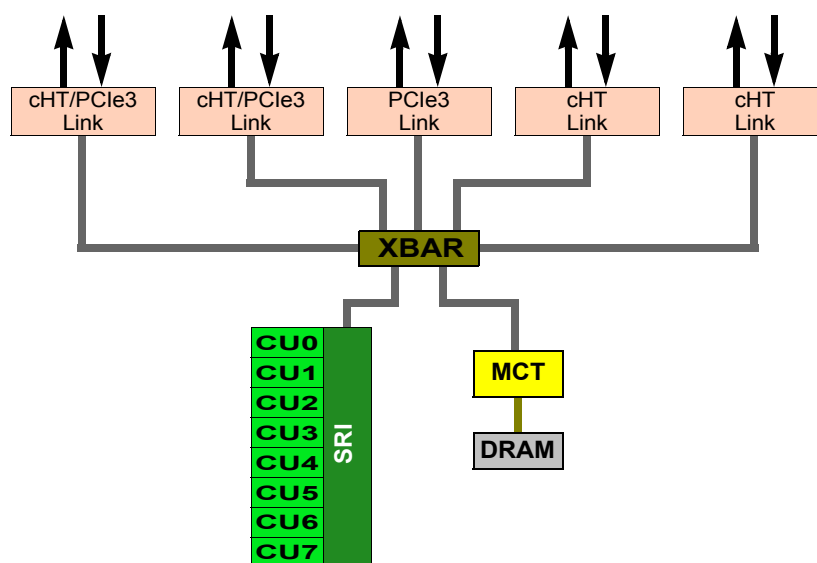 cHT/PCIe3
Link
cHT/PCIe3
Link
PCIe3
Link
cHT
Link
cHT
Link
XBAR
CU0
CU1
CU2
CU3
CU4
CU5
CU6
CU7
SRI
MCT
DRAM